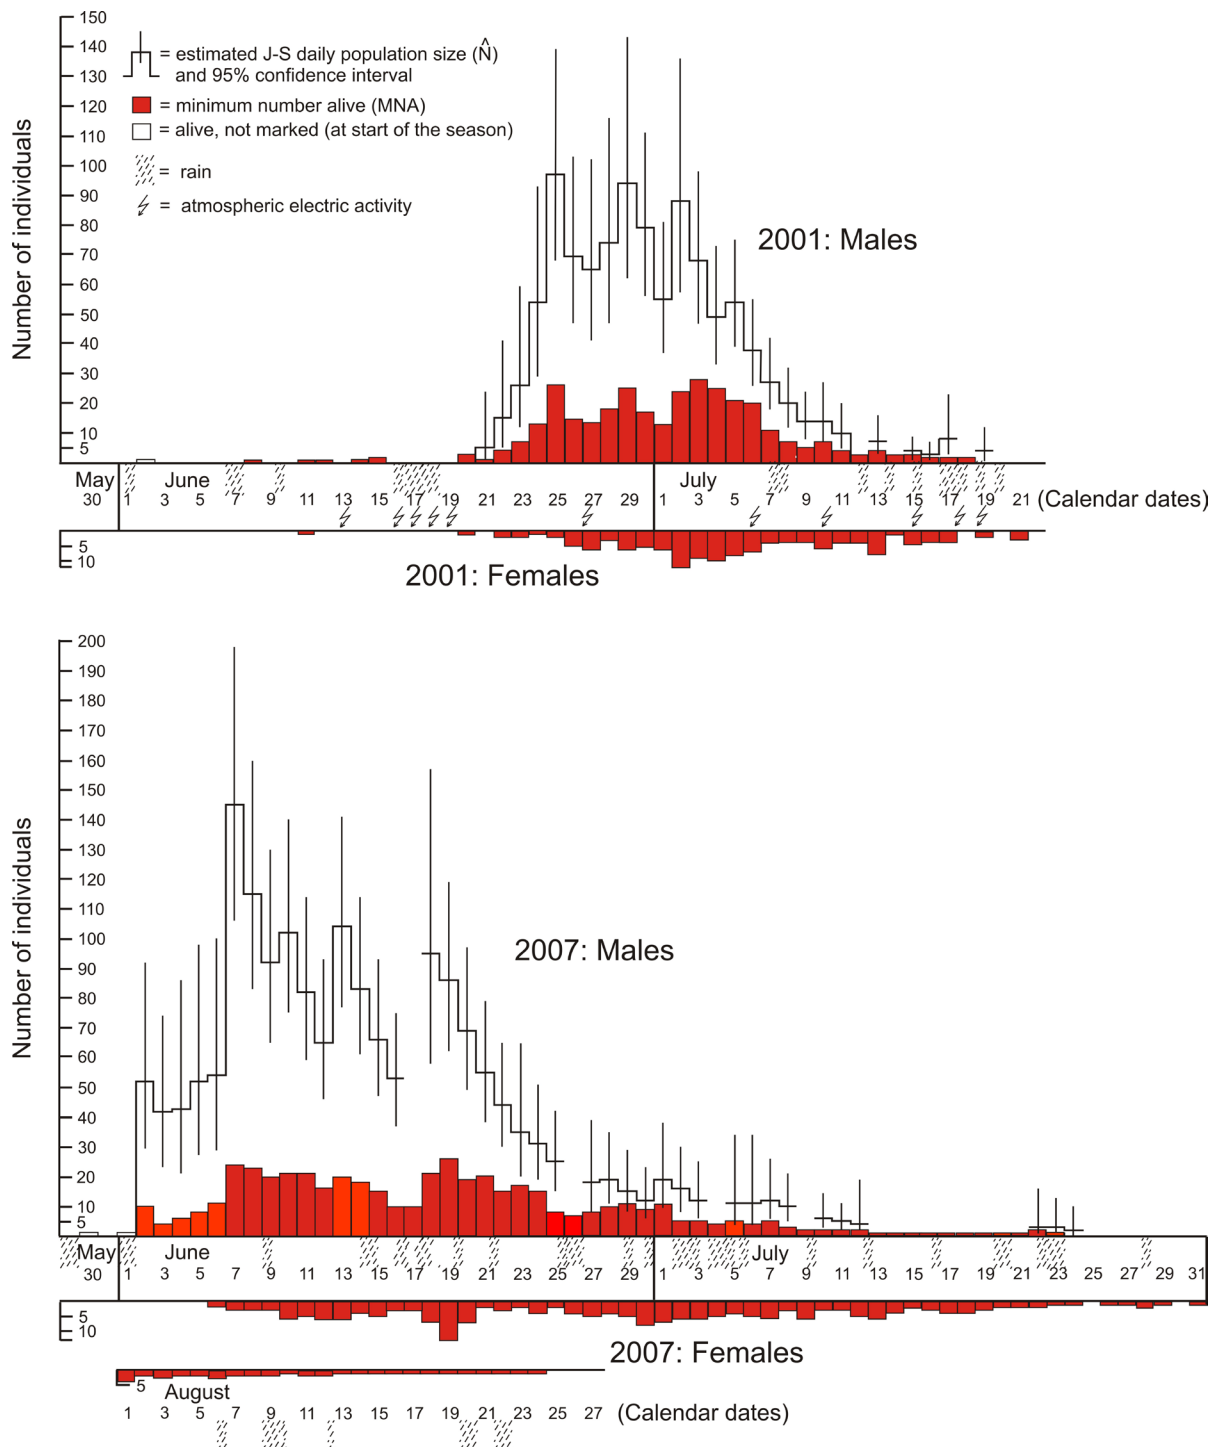 150
140
130
120
110
100
90
80
70
60
50
40
30
20
10
5
Number of individuals
= estimated J-S daily population size (N̂)
and 95% confidence interval
= minimum number alive (MNA)
= alive, not marked (at start of the season)
= rain
= atmospheric electric activity
2001: Males
May June July
30 1 3 5 7 9 11 13 15 17 19 21 23 25 27 29 1 3 5 7 9 11 13 15 17 19 21 (Calendar dates)
5
10
2001: Females
200
190
180
170
160
150
140
130
120
110
100
90
80
70
60
50
40
30
20
10
5
Number of individuals
2007: Males
May June July
30 1 3 5 7 9 11 13 15 17 19 21 23 25 27 29 1 3 5 7 9 11 13 15 17 19 21 23 25 27 29 31
5
10
2007: Females
5
August
1 3 5 7 9 11 13 15 17 19 21 23 25 27 (Calendar dates)